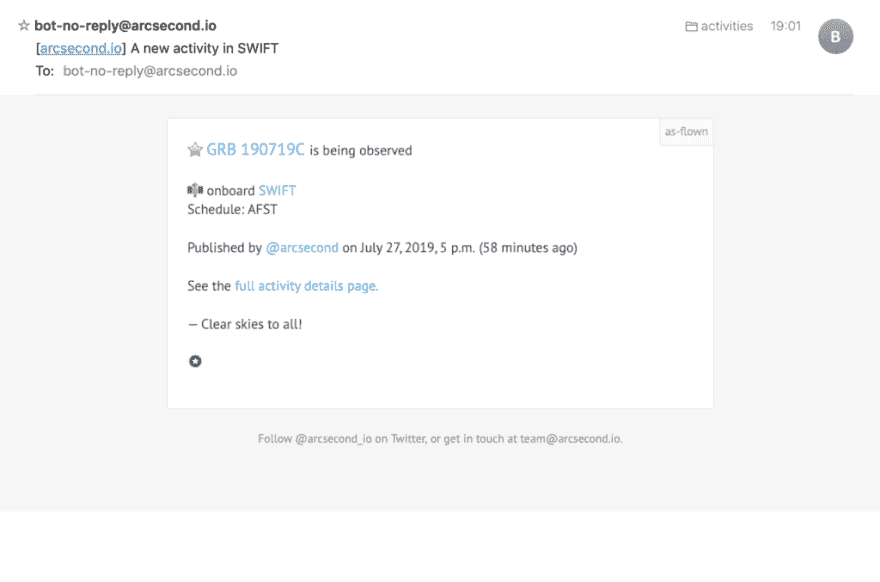 bot-no-reply@arcsecond.io
activities
19:01
B
[arcsecond.io] A new activity in SWIFT
To: bot-no-reply@arcsecond.io
as-flown
GRB 190719C is being observed
onboard SWIFT
Schedule: AFST
Published by @arcsecond on July 27, 2019, 5 p.m. (58 minutes ago)
See the full activity details page.
— Clear skies to all!
Follow @arcsecond_io on Twitter, or get in touch at team@arcsecond.io.